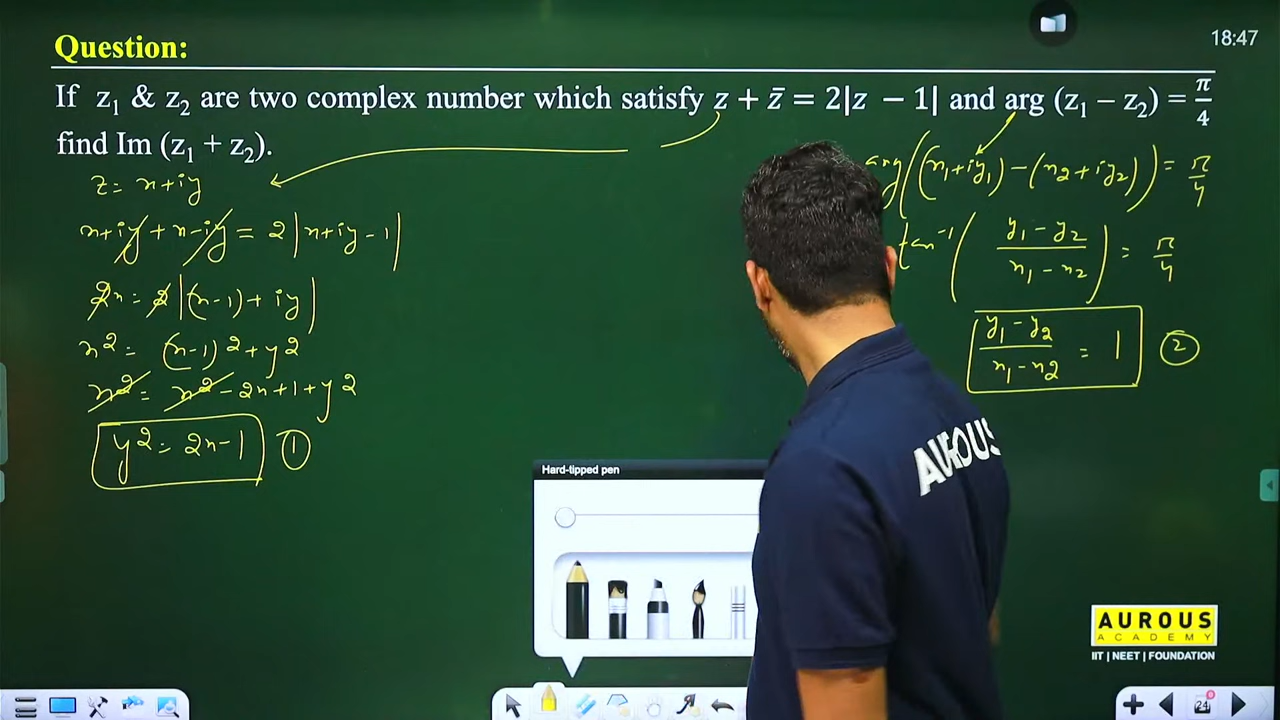 18:47
Question:
If z₁ & z₂ are two complex number which satisfy z + z̄ = 2|z − 1| and arg (z₁ − z₂) = π/4
find Im (z₁ + z₂).
z = x+iy
x+iy + x-iy = 2|x+iy-1|
2x = 2|(x-1)+iy|
x² = (x-1)²+y²
x² = x²-2x+1+y²
y² = 2x-1 ①
arg((x₁+iy₁)-(x₂+iy₂)) = π/4
tan⁻¹((y₁-y₂)/(x₁-x₂)) = π/4
(y₁-y₂)/(x₁-x₂) = 1 ②
Hard-tipped pen
AUROUS
AUROUS
ACADEMY
IIT | NEET | FOUNDATION
24